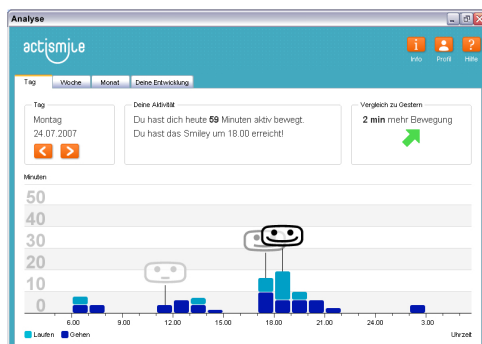 Analyse
actismile
Info Profil Hilfe
Tag Woche Monat Deine Entwicklung
Tag
Montag
24.07.2007
Deine Aktivität
Du hast dich heute 59 Minuten aktiv bewegt.
Du hast das Smiley um 18.00 erreicht!
Vergleich zu Gestern
2 min mehr Bewegung
Minuten
50
40
30
20
10
0
6.00 9.00 12.00 15.00 18.00 21.00 24.00 3.00
Laufen Gehen Uhrzeit